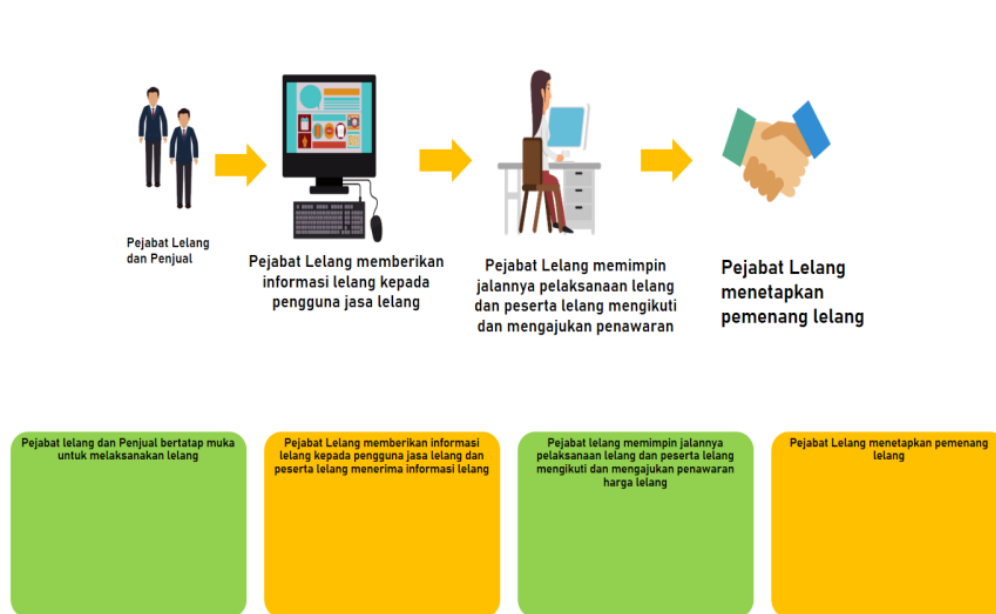 Pejabat Lelang
dan Penjual
Pejabat Lelang memberikan
informasi lelang kepada
pengguna jasa lelang
Pejabat Lelang memimpin
jalannya pelaksanaan lelang
dan peserta lelang mengikuti
dan mengajukan penawaran
Pejabat Lelang
menetapkan
pemenang lelang
Pejabat lelang dan Penjual bertatap muka
untuk melaksanakan lelang
Pejabat Lelang memberikan informasi
lelang kepada pengguna jasa lelang dan
peserta lelang menerima informasi lelang
Pejabat lelang memimpin jalannya
pelaksanaan lelang dan peserta lelang
mengikuti dan mengajukan penawaran
harga lelang
Pejabat Lelang menetapkan pemenang
lelang